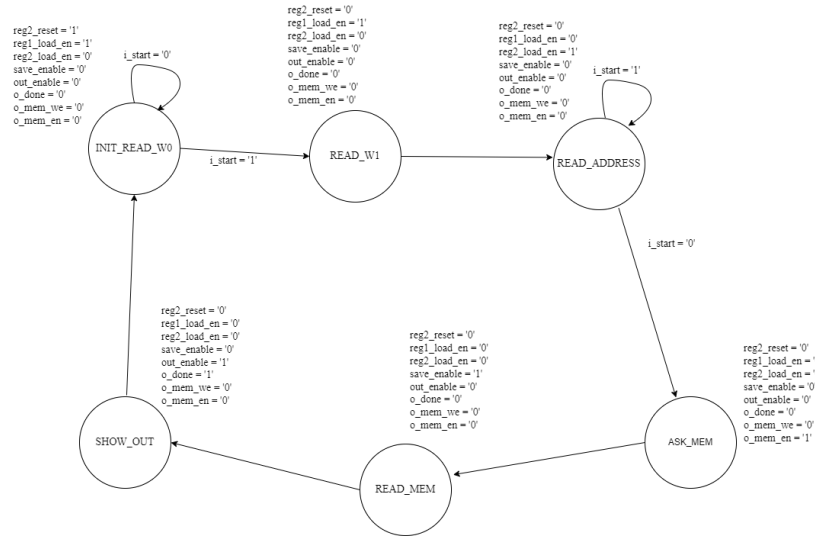 reg2_reset = '1'
reg1_load_en = '1'
reg2_load_en = '0'
save_enable = '0'
out_enable = '0'
o_done = '0'
o_mem_we = '0'
o_mem_en = '0'
i_start = '0'
INIT_READ_W0
i_start = '1'
reg2_reset = '0'
reg1_load_en = '1'
reg2_load_en = '0'
save_enable = '0'
out_enable = '0'
o_done = '0'
o_mem_we = '0'
o_mem_en = '0'
READ_W1
reg2_reset = '0'
reg1_load_en = '0'
reg2_load_en = '1'
save_enable = '0'
out_enable = '0'
o_done = '0'
o_mem_we = '0'
o_mem_en = '0'
i_start = '1'
READ_ADDRESS
i_start = '0'
reg2_reset = '0'
reg1_load_en = '
reg2_load_en = '
save_enable = '0
out_enable = '0'
o_done = '0'
o_mem_we = '0'
o_mem_en = '1'
ASK_MEM
reg2_reset = '0'
reg1_load_en = '0'
reg2_load_en = '0'
save_enable = '1'
out_enable = '0'
o_done = '0'
o_mem_we = '0'
o_mem_en = '0'
READ_MEM
reg2_reset = '0'
reg1_load_en = '0'
reg2_load_en = '0'
save_enable = '0'
out_enable = '1'
o_done = '1'
o_mem_we = '0'
o_mem_en = '0'
SHOW_OUT